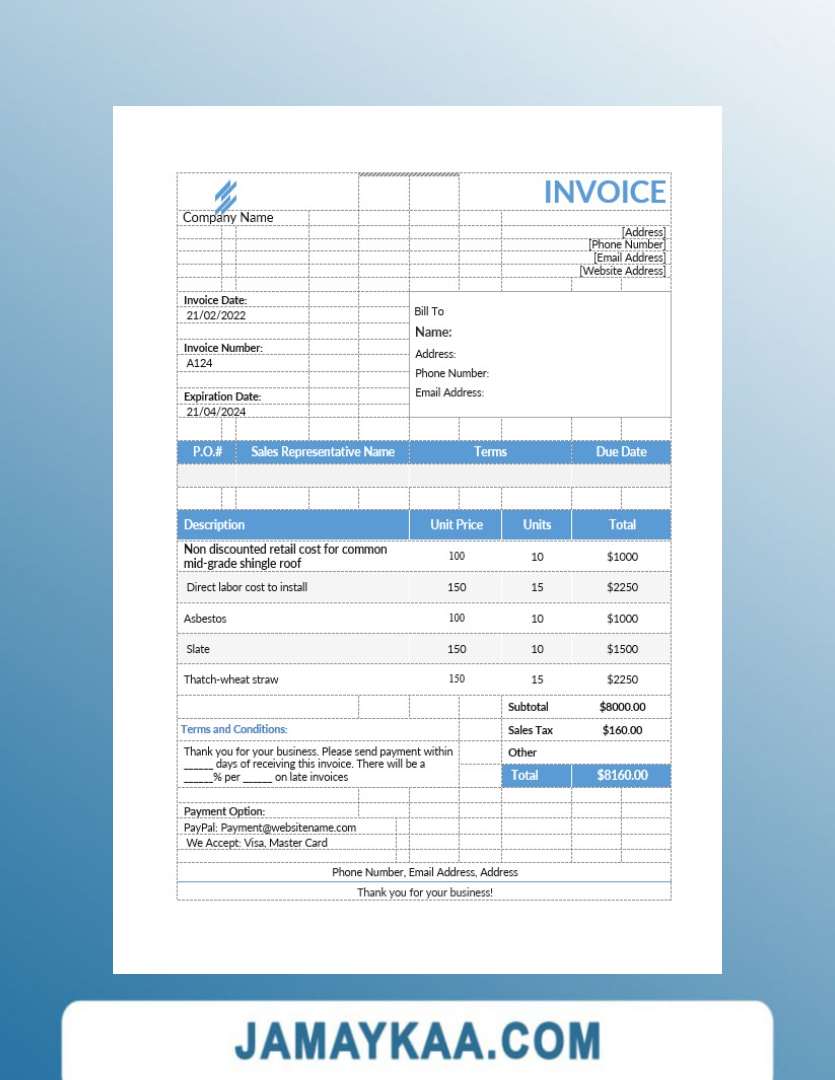 INVOICE
Company Name
[Address]
[Phone Number]
[Email Address]
[Website Address]
Invoice Date:
21/02/2022
Invoice Number:
A124
Expiration Date:
21/04/2024
Bill To
Name:
Address:
Phone Number:
Email Address:
P.O.# Sales Representative Name Terms Due Date
Description Unit Price Units Total
Non discounted retail cost for common
mid-grade shingle roof 100 10 $1000
Direct labor cost to install 150 15 $2250
Asbestos 100 10 $1000
Slate 150 10 $1500
Thatch-wheat straw 150 15 $2250
Subtotal $8000.00
Sales Tax $160.00
Other
Total $8160.00
Terms and Conditions:
Thank you for your business. Please send payment within
______ days of receiving this invoice. There will be a
______% per ______ on late invoices
Payment Option:
PayPal: Payment@websitename.com
We Accept: Visa, Master Card
Phone Number, Email Address, Address
Thank you for your business!
JAMAYKAA.COM